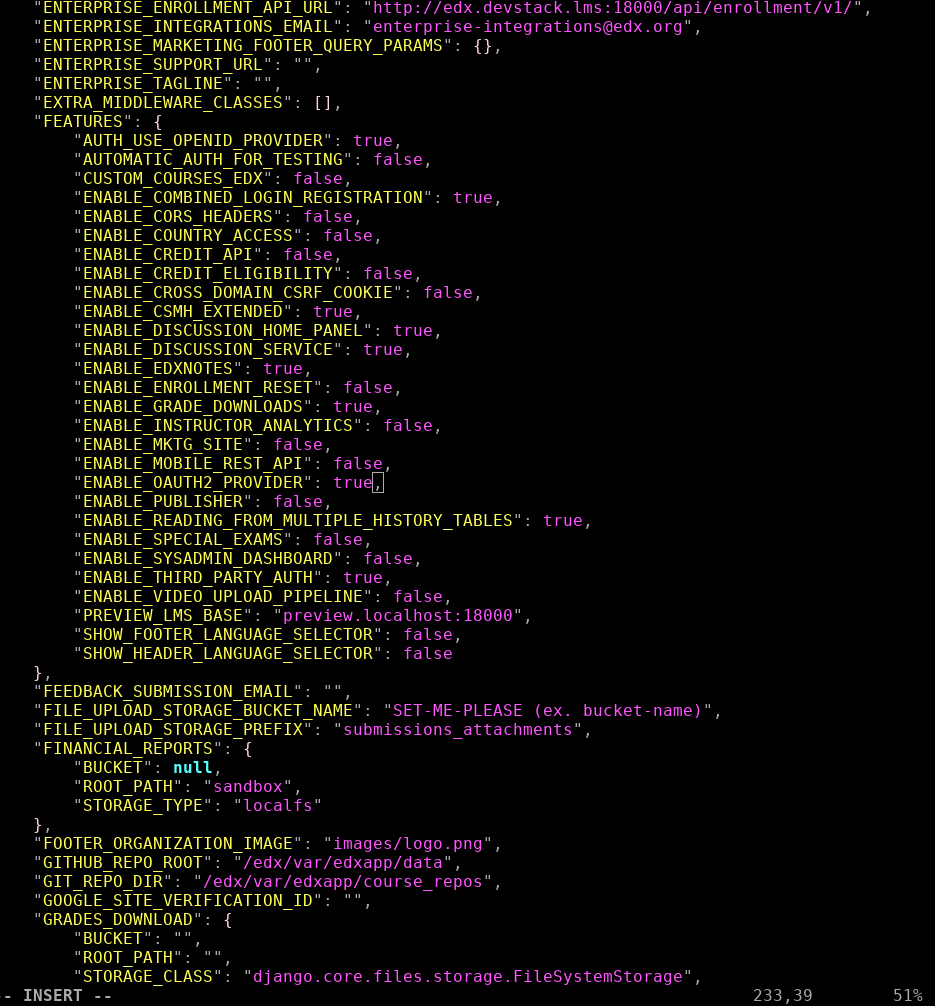 "ENTERPRISE_ENROLLMENT_API_URL": "http://edx.devstack.lms:18000/api/enrollment/v1/",
"ENTERPRISE_INTEGRATIONS_EMAIL": "enterprise-integrations@edx.org",
"ENTERPRISE_MARKETING_FOOTER_QUERY_PARAMS": {},
"ENTERPRISE_SUPPORT_URL": "",
"ENTERPRISE_TAGLINE": "",
"EXTRA_MIDDLEWARE_CLASSES": [],
"FEATURES": {
"AUTH_USE_OPENID_PROVIDER": true,
"AUTOMATIC_AUTH_FOR_TESTING": false,
"CUSTOM_COURSES_EDX": false,
"ENABLE_COMBINED_LOGIN_REGISTRATION": true,
"ENABLE_CORS_HEADERS": false,
"ENABLE_COUNTRY_ACCESS": false,
"ENABLE_CREDIT_API": false,
"ENABLE_CREDIT_ELIGIBILITY": false,
"ENABLE_CROSS_DOMAIN_CSRF_COOKIE": false,
"ENABLE_CSMH_EXTENDED": true,
"ENABLE_DISCUSSION_HOME_PANEL": true,
"ENABLE_DISCUSSION_SERVICE": true,
"ENABLE_EDXNOTES": true,
"ENABLE_ENROLLMENT_RESET": false,
"ENABLE_GRADE_DOWNLOADS": true,
"ENABLE_INSTRUCTOR_ANALYTICS": false,
"ENABLE_MKTG_SITE": false,
"ENABLE_MOBILE_REST_API": false,
"ENABLE_OAUTH2_PROVIDER": true,
"ENABLE_PUBLISHER": false,
"ENABLE_READING_FROM_MULTIPLE_HISTORY_TABLES": true,
"ENABLE_SPECIAL_EXAMS": false,
"ENABLE_SYSADMIN_DASHBOARD": false,
"ENABLE_THIRD_PARTY_AUTH": true,
"ENABLE_VIDEO_UPLOAD_PIPELINE": false,
"PREVIEW_LMS_BASE": "preview.localhost:18000",
"SHOW_FOOTER_LANGUAGE_SELECTOR": false,
"SHOW_HEADER_LANGUAGE_SELECTOR": false
},
"FEEDBACK_SUBMISSION_EMAIL": "",
"FILE_UPLOAD_STORAGE_BUCKET_NAME": "SET-ME-PLEASE (ex. bucket-name)",
"FILE_UPLOAD_STORAGE_PREFIX": "submissions_attachments",
"FINANCIAL_REPORTS": {
"BUCKET": null,
"ROOT_PATH": "sandbox",
"STORAGE_TYPE": "localfs"
},
"FOOTER_ORGANIZATION_IMAGE": "images/logo.png",
"GITHUB_REPO_ROOT": "/edx/var/edxapp/data",
"GIT_REPO_DIR": "/edx/var/edxapp/course_repos",
"GOOGLE_SITE_VERIFICATION_ID": "",
"GRADES_DOWNLOAD": {
"BUCKET": "",
"ROOT_PATH": "",
"STORAGE_CLASS": "django.core.files.storage.FileSystemStorage",
-- INSERT -- 233,39 51%